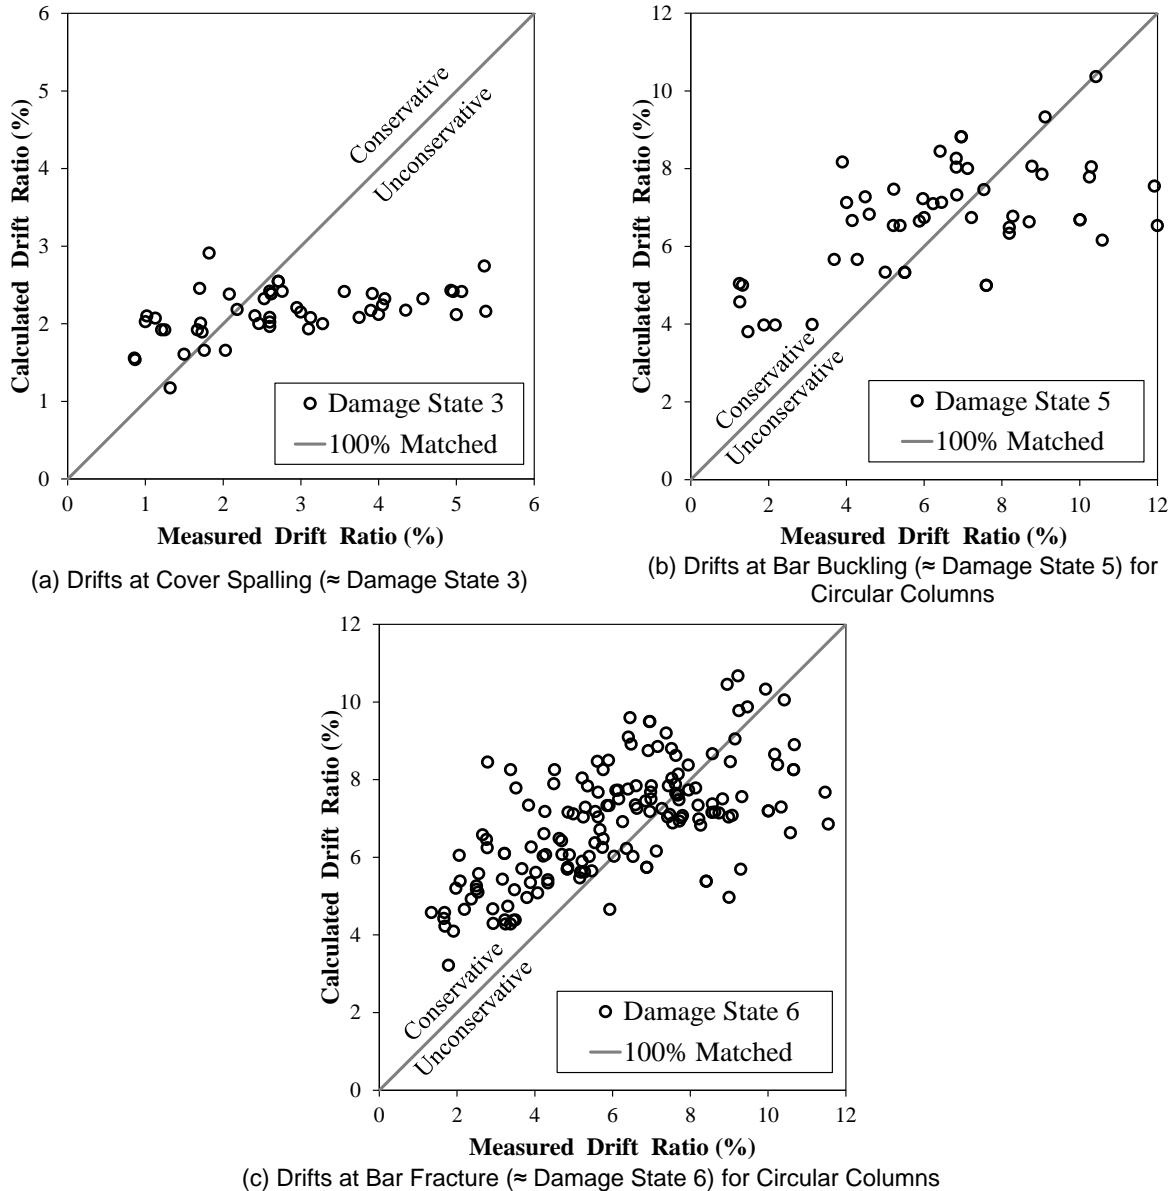 6
5
4
3
2
1
0
Calculated Drift Ratio (%)
Conservative
Unconservative
Damage State 3
100% Matched
0 1 2 3 4 5 6
Measured Drift Ratio (%)
(a) Drifts at Cover Spalling (≈ Damage State 3)
12
10
8
6
4
2
0
Calculated Drift Ratio (%)
Conservative
Unconservative
Damage State 5
100% Matched
0 2 4 6 8 10 12
Measured Drift Ratio (%)
(b) Drifts at Bar Buckling (≈ Damage State 5) for
Circular Columns
12
10
8
6
4
2
0
Calculated Drift Ratio (%)
Conservative
Unconservative
Damage State 6
100% Matched
0 2 4 6 8 10 12
Measured Drift Ratio (%)
(c) Drifts at Bar Fracture (≈ Damage State 6) for Circular Columns